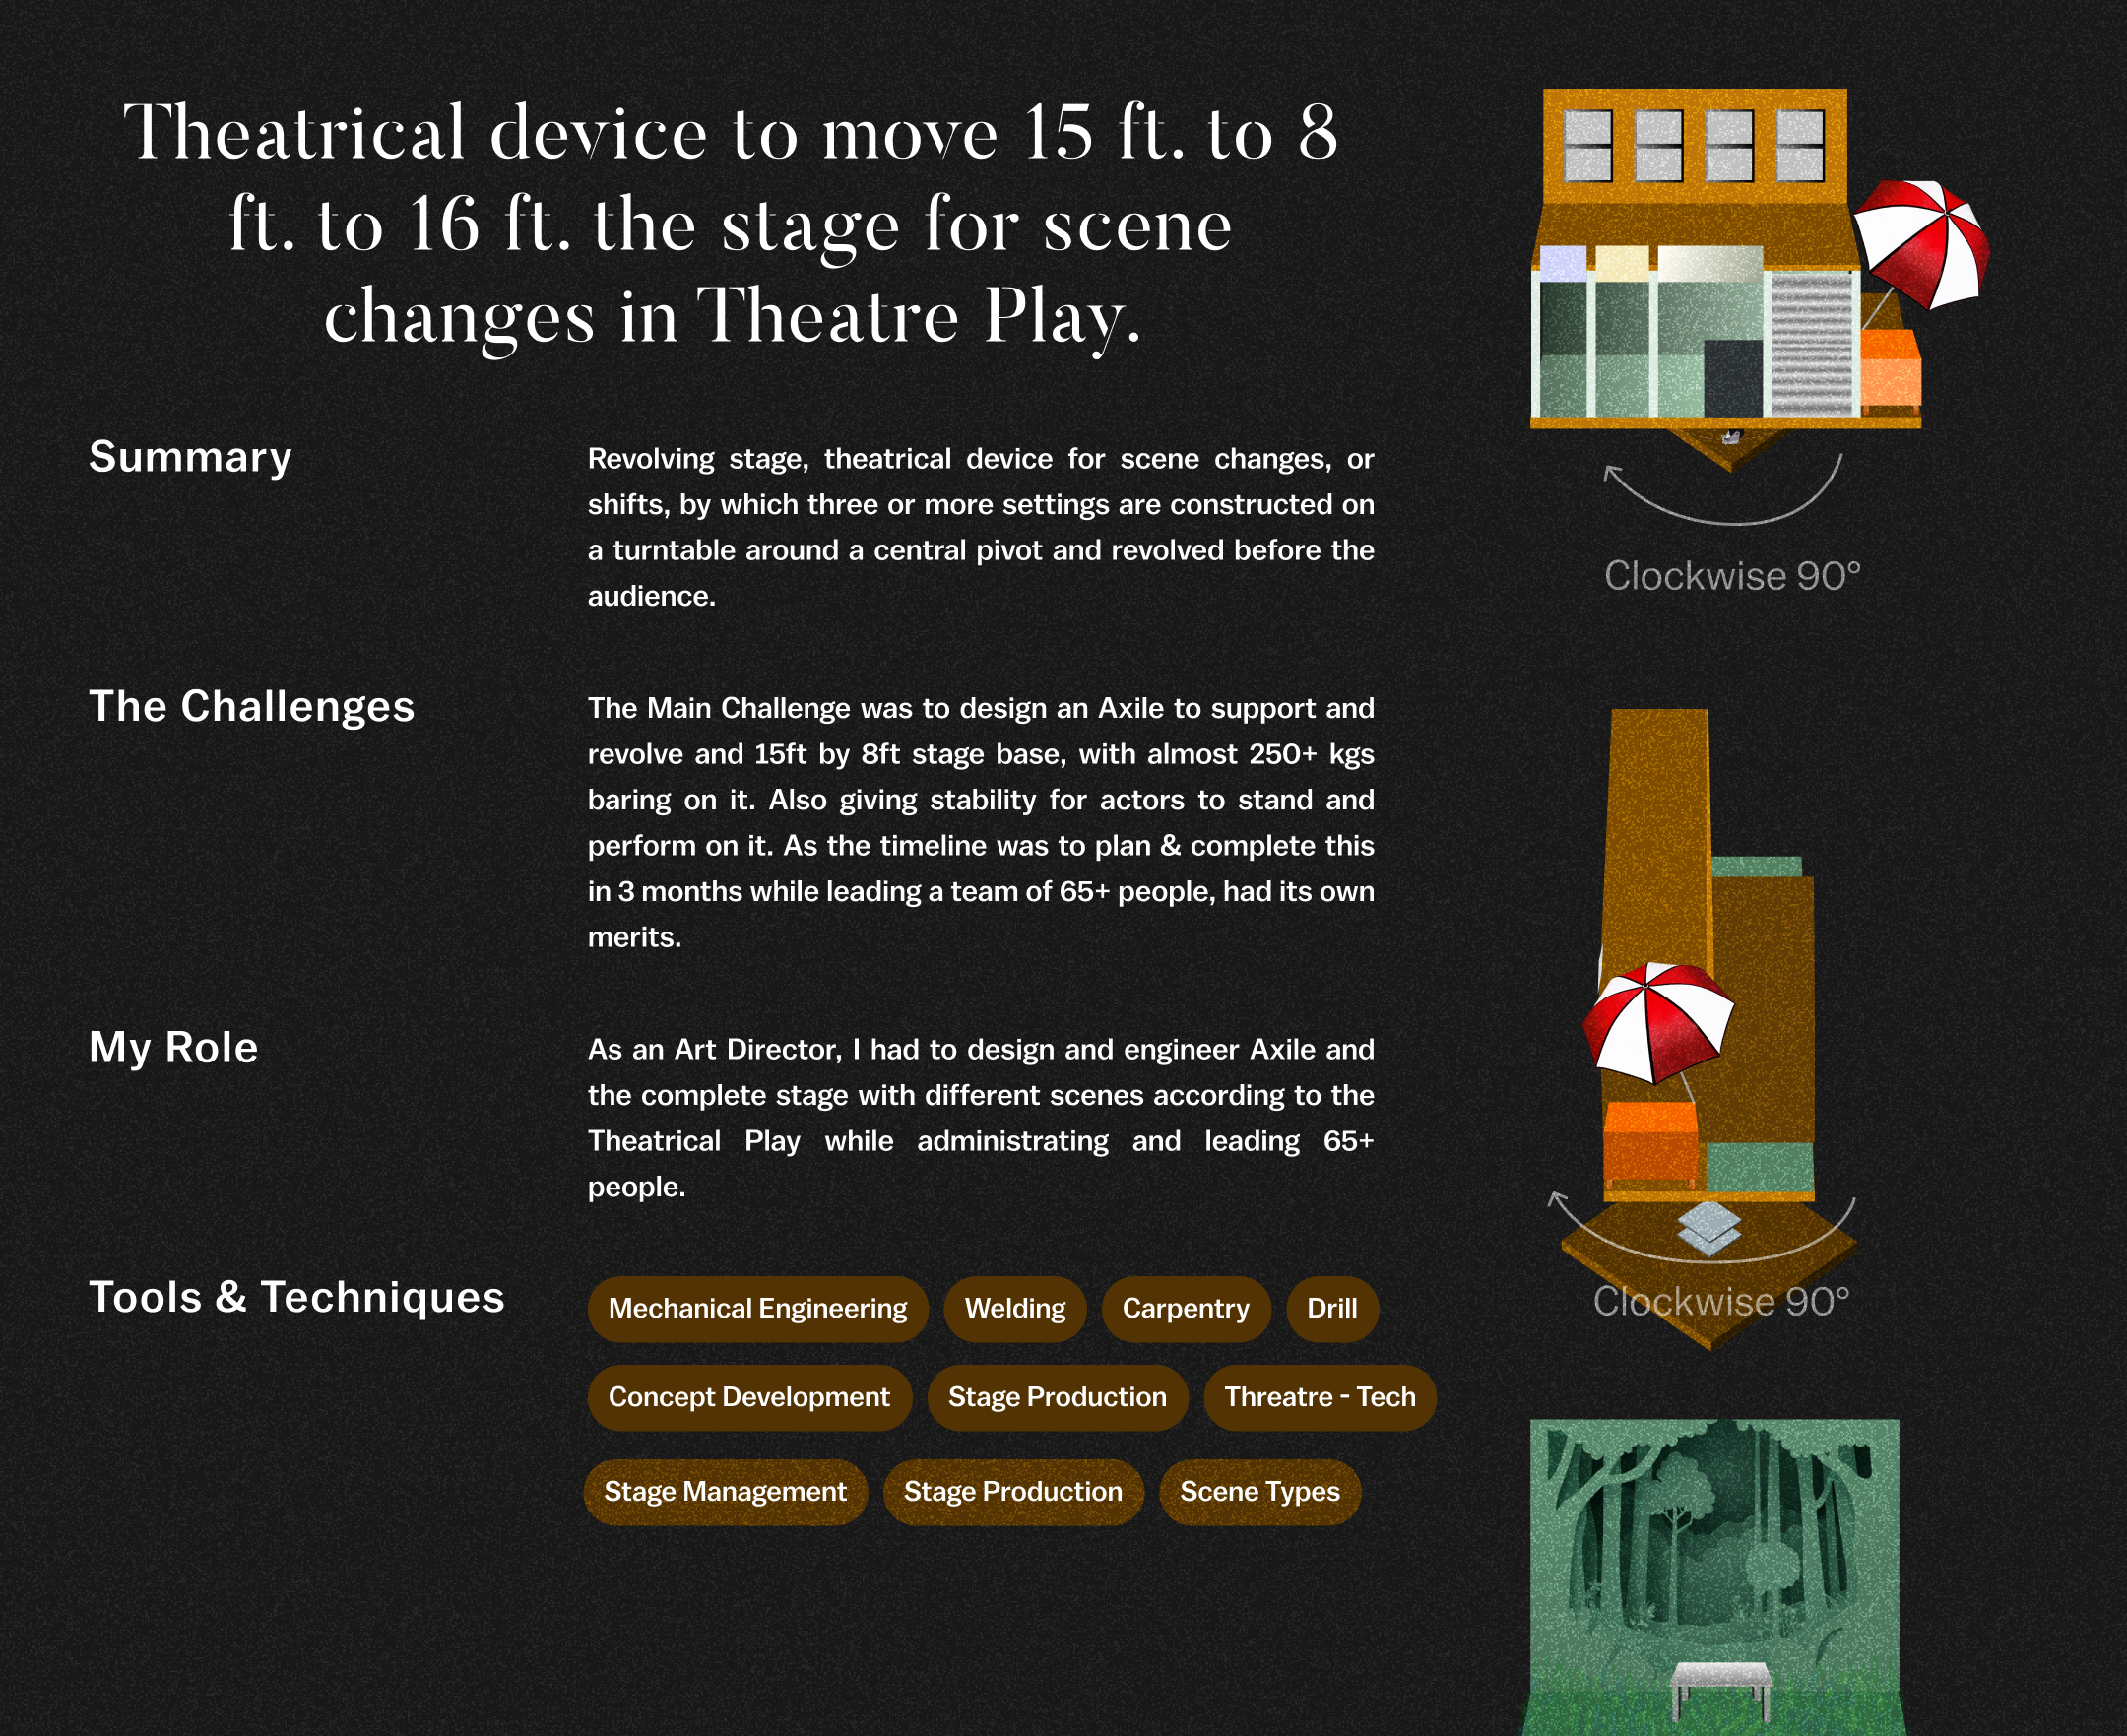 Theatrical device to move 15 ft. to 8
ft. to 16 ft. the stage for scene
changes in Theatre Play.
Summary
Revolving stage, theatrical device for scene changes, or
shifts, by which three or more settings are constructed on
a turntable around a central pivot and revolved before the
audience.
The Challenges
The Main Challenge was to design an Axile to support and
revolve and 15ft by 8ft stage base, with almost 250+ kgs
baring on it. Also giving stability for actors to stand and
perform on it. As the timeline was to plan & complete this
in 3 months while leading a team of 65+ people, had its own
merits.
My Role
As an Art Director, I had to design and engineer Axile and
the complete stage with different scenes according to the
Theatrical Play while administrating and leading 65+
people.
Tools & Techniques
Mechanical Engineering Welding Carpentry Drill
Concept Development Stage Production Threatre - Tech
Stage Management Stage Production Scene Types
Clockwise 90°
Clockwise 90°